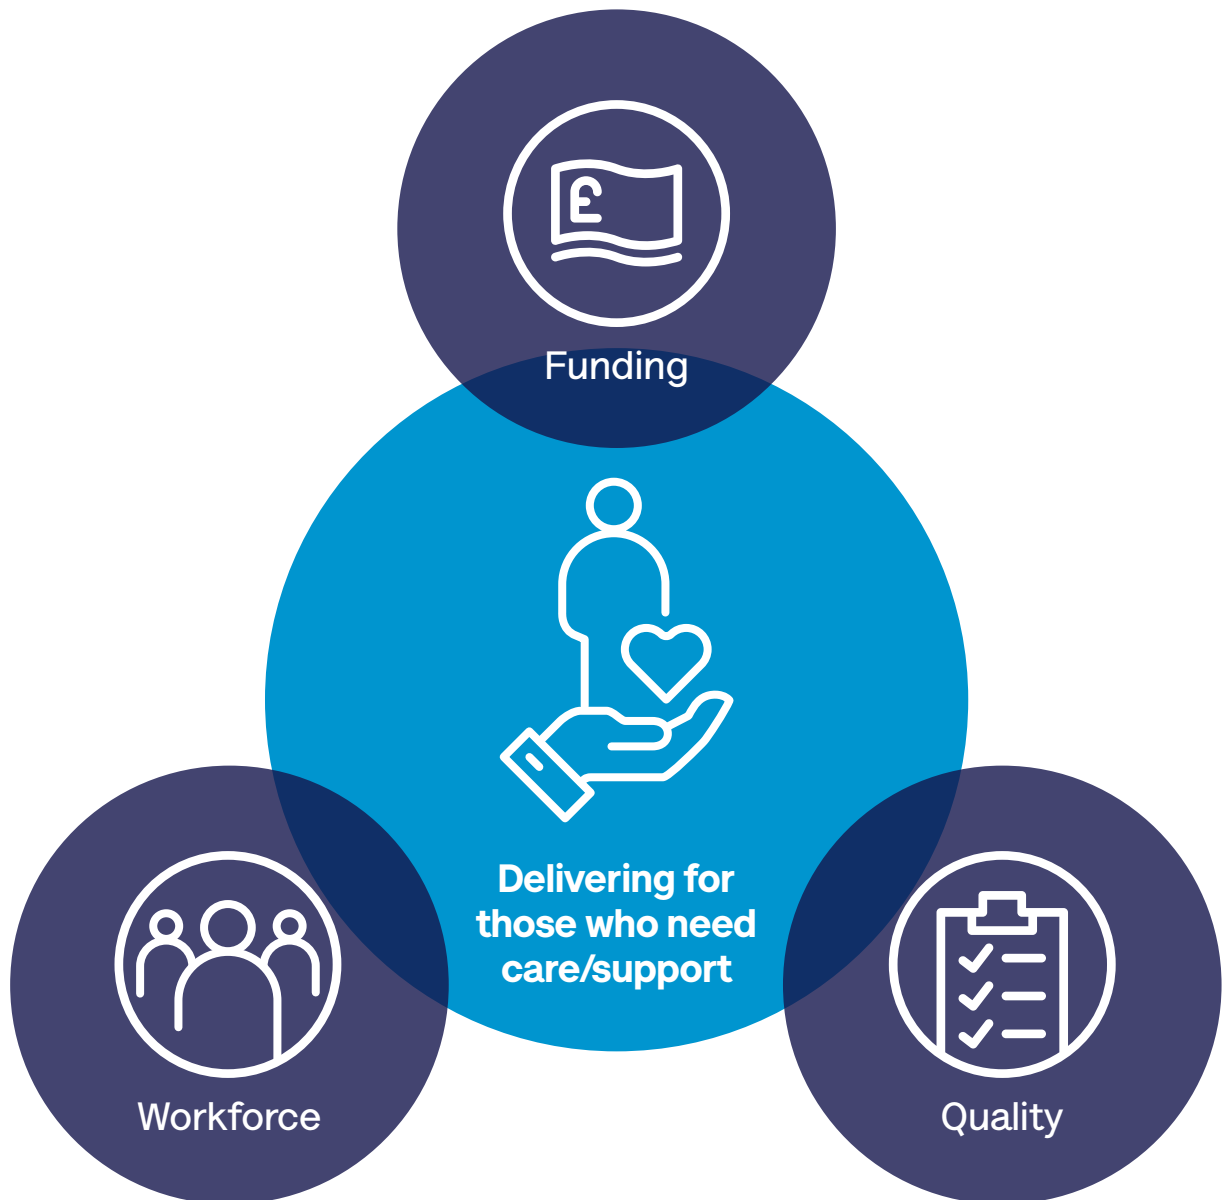 £
Funding
Delivering for
those who need
care/support
Workforce
Quality